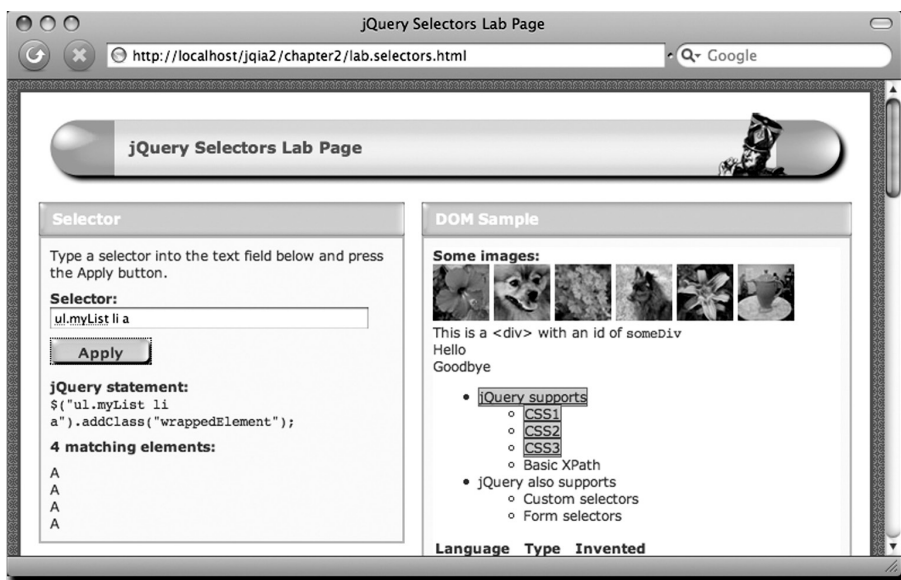 jQuery Selectors Lab Page
http://localhost/jqia2/chapter2/lab.selectors.html
Google
jQuery Selectors Lab Page
Selector
Type a selector into the text field below and press
the Apply button.
Selector:
ul.myList li a
Apply
jQuery statement:
$("ul.myList li
a").addClass("wrappedElement");
4 matching elements:
A
A
A
A
DOM Sample
Some images:
This is a <div> with an id of someDiv
Hello
Goodbye
jQuery supports
CSS1
CSS2
CSS3
Basic XPath
jQuery also supports
Custom selectors
Form selectors
Language Type Invented